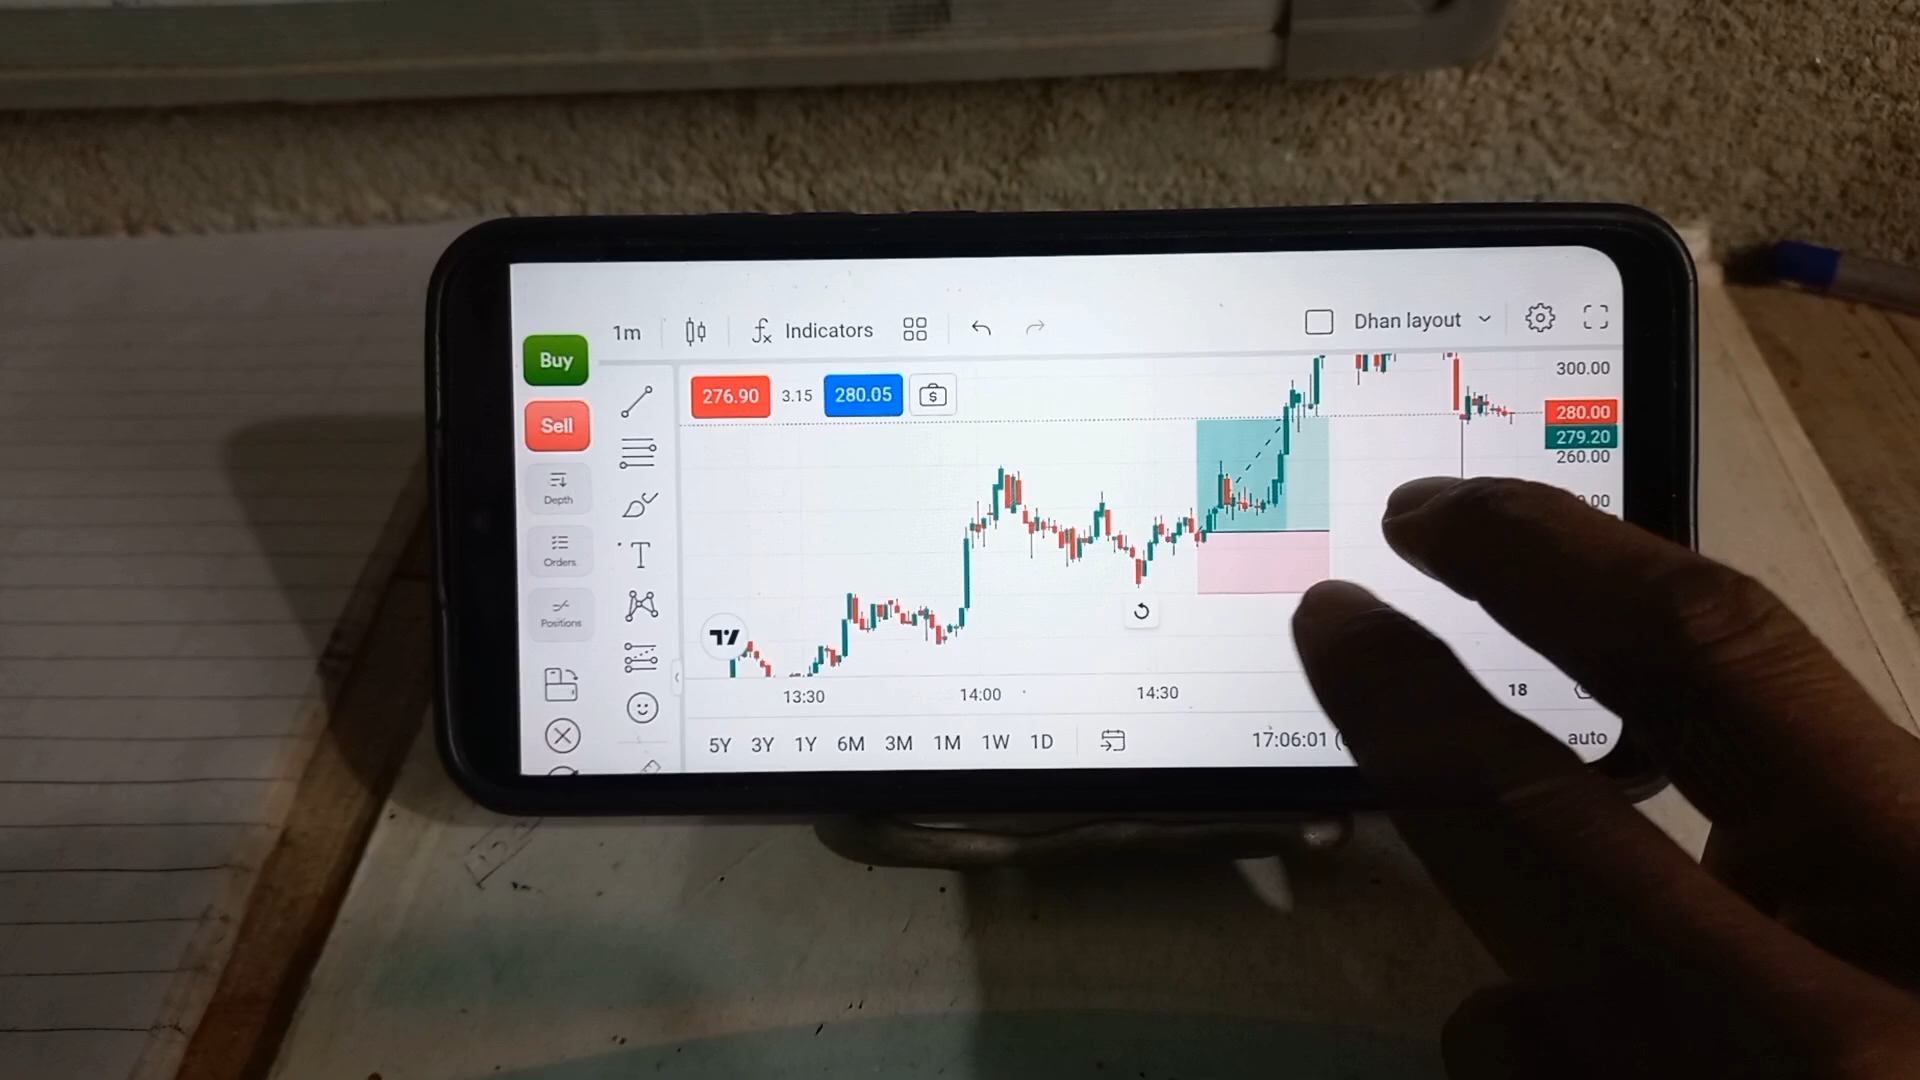 1m
Indicators
Dhan layout
Buy
276.90
3.15
280.05
300.00
Sell
280.00
279.20
260.00
Depth
T
Orders
Positions
13:30
14:00
14:30
18
5Y
3Y
1Y
6M
3M
1M
1W
1D
17:06:01
auto